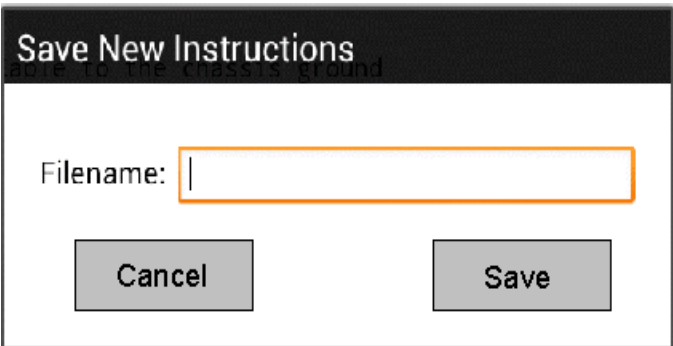 Save New Instructions
able to the chassis ground
Filename:
Cancel
Save